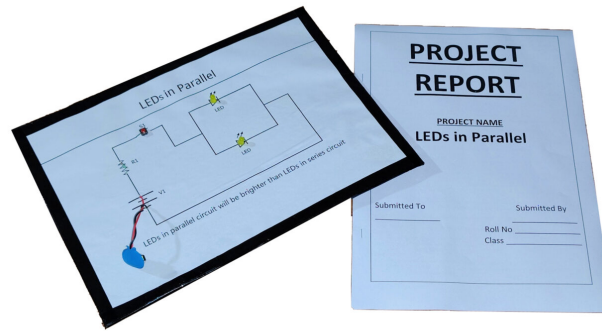 LEDs in Parallel
LED
LED
R1
V1
LEDs in parallel circuit will be brighter than LEDs in series circuit
PROJECT
REPORT
PROJECT NAME
LEDs in Parallel
Submitted To
Submitted By
Roll No
Class